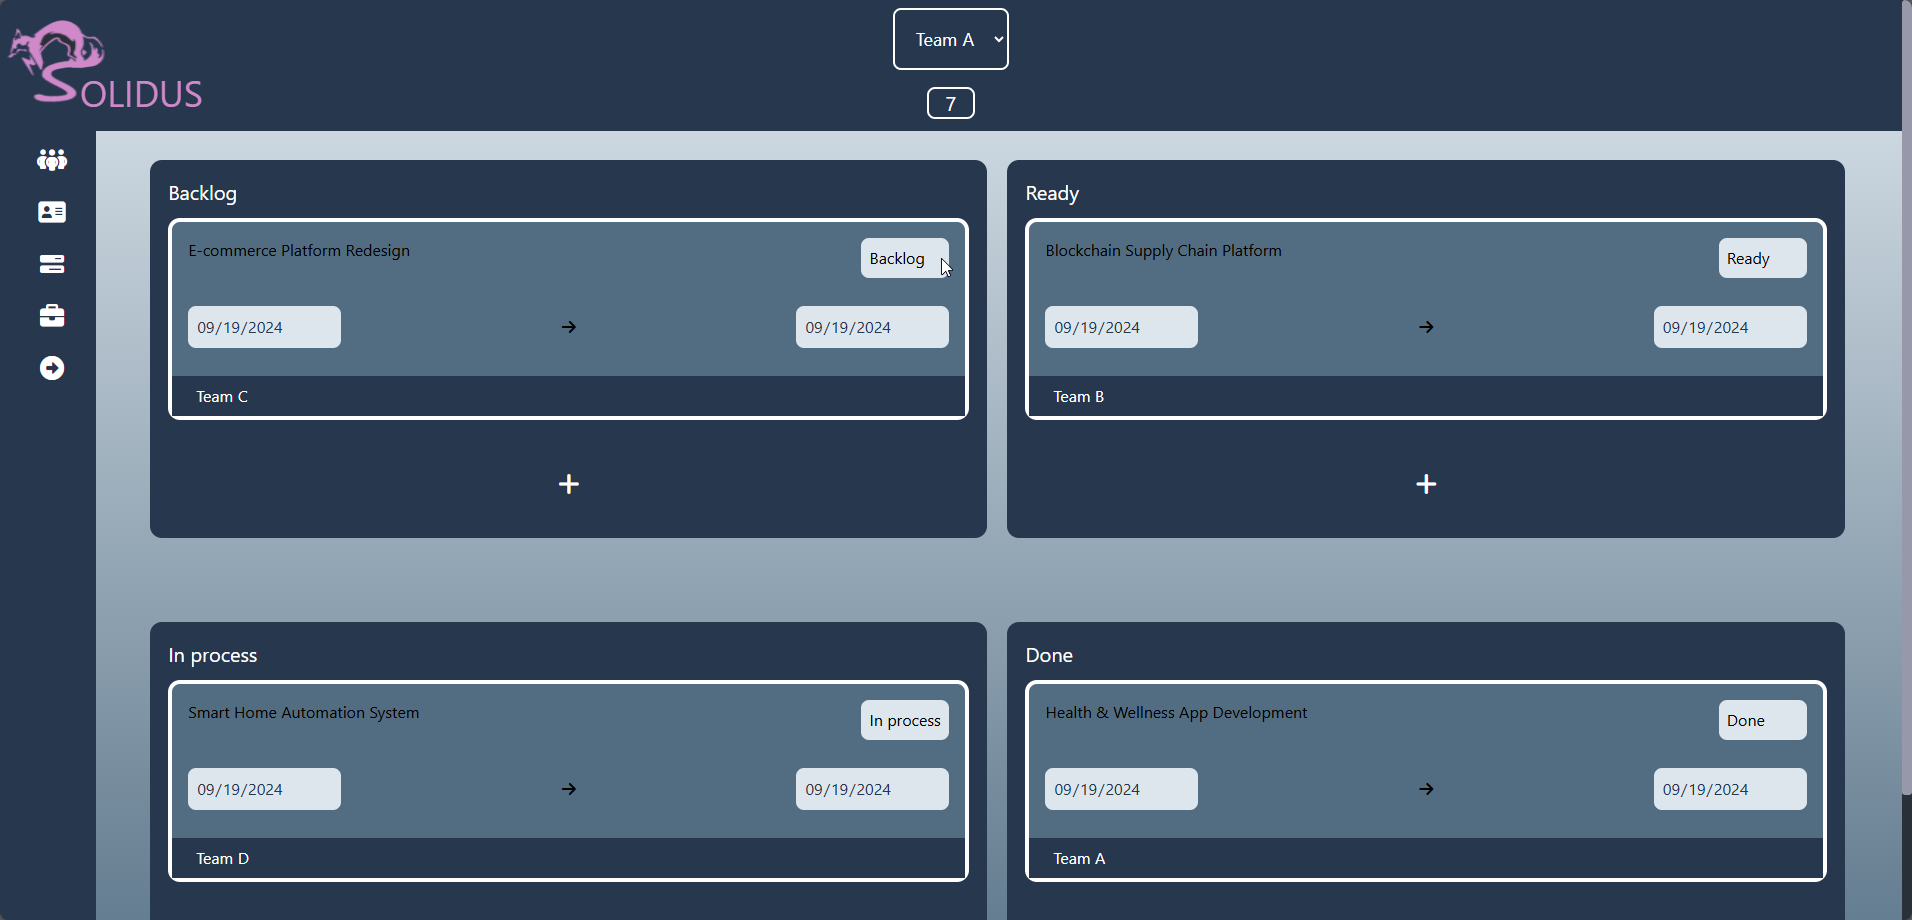 SOLIDUS
Team A
7
Backlog
E-commerce Platform Redesign
Backlog
09/19/2024
09/19/2024
Team C
Ready
Blockchain Supply Chain Platform
Ready
09/19/2024
09/19/2024
Team B
In process
Smart Home Automation System
In process
09/19/2024
09/19/2024
Team D
Done
Health & Wellness App Development
Done
09/19/2024
09/19/2024
Team A